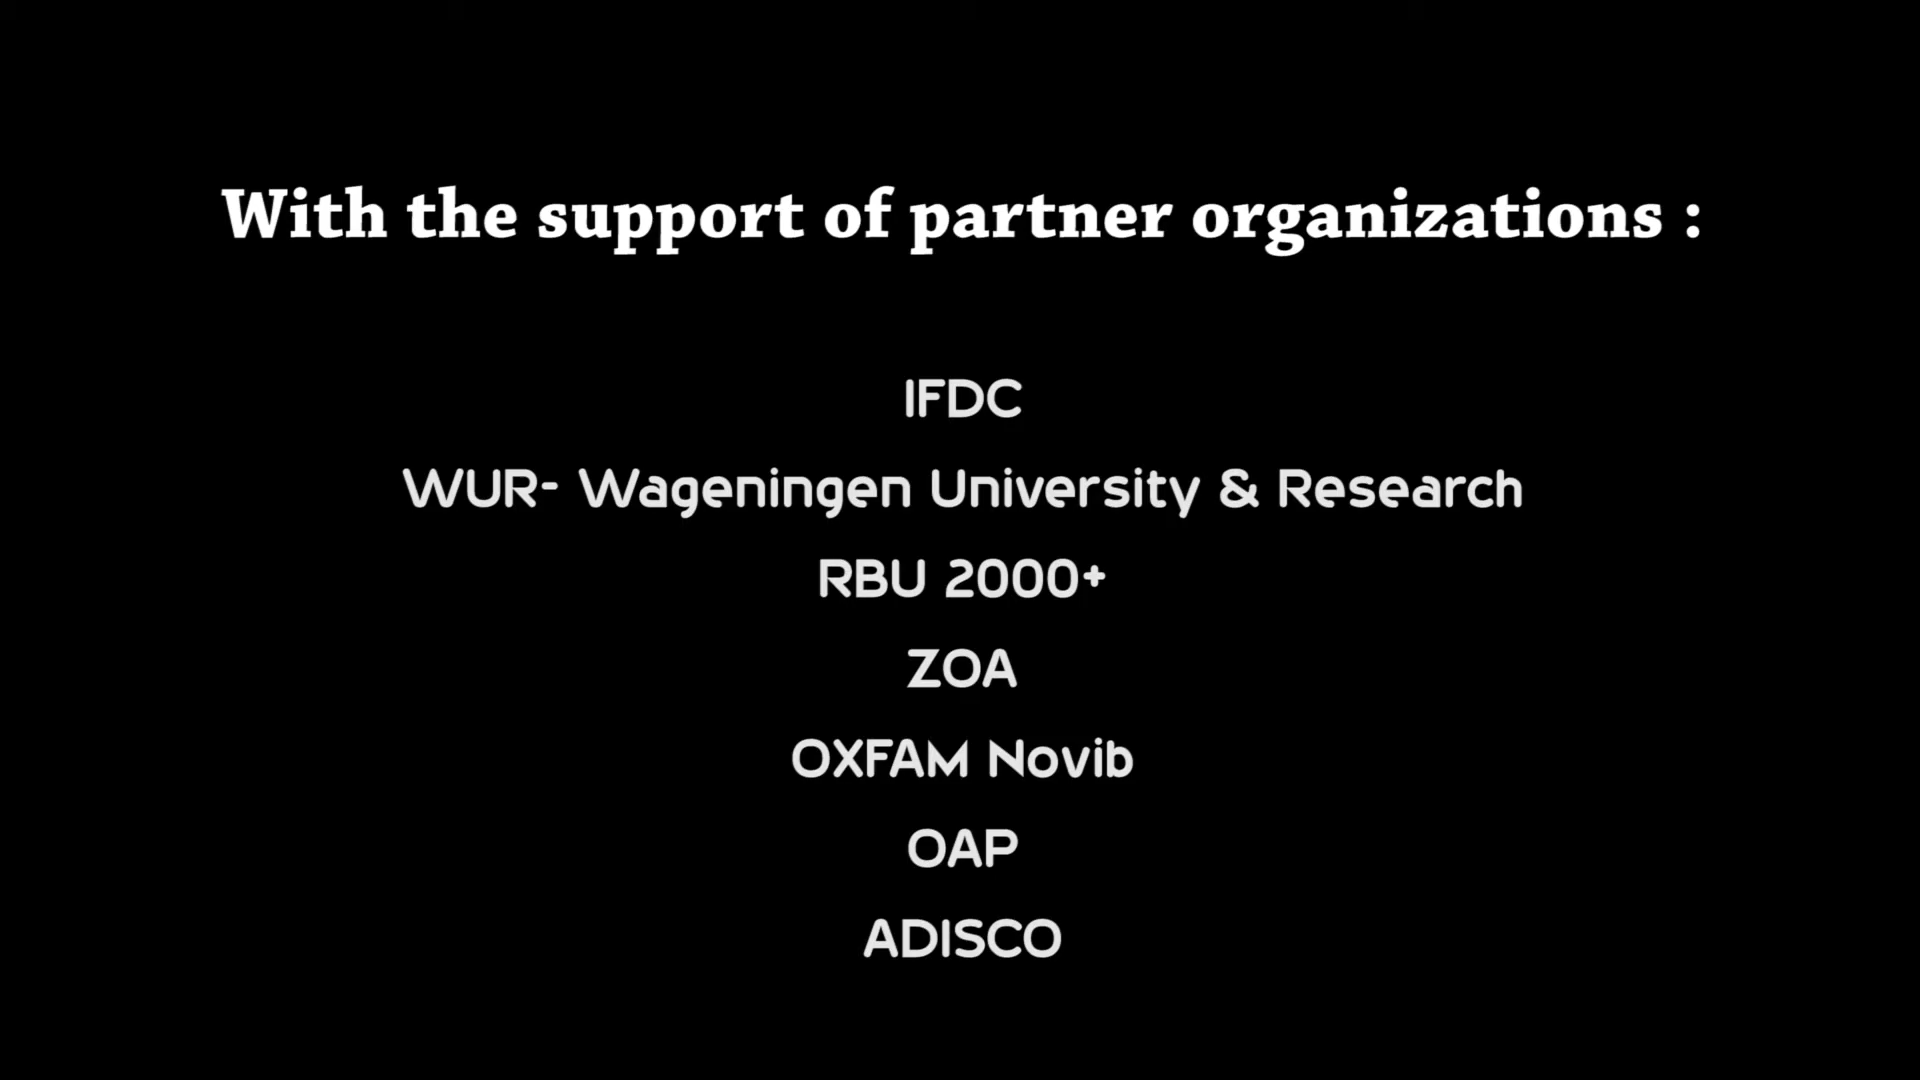 With the support of partner organizations :
IFDC
WUR- Wageningen University & Research
RBU 2000+
ZOA
OXFAM Novib
OAP
ADISCO